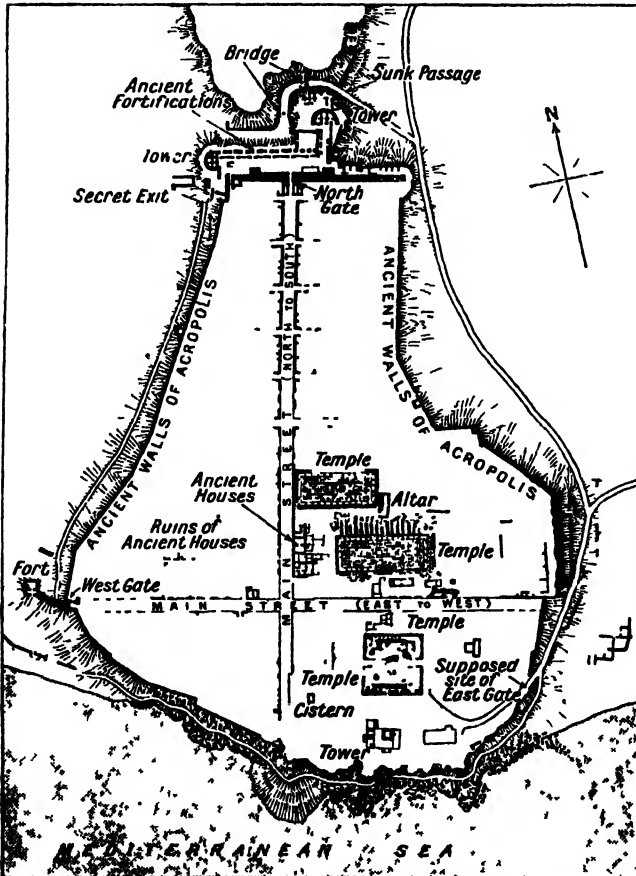 Bridge
Sunk Passage
Ancient
Fortifications
Tower
Tower
N
Secret Exit
North
Gate
ANCIENT WALLS OF ACROPOLIS
ANCIENT WALLS OF ACROPOLIS
MAIN STREET (NORTH TO SOUTH)
Temple
Ancient
Houses
Altar
Ruins of
Ancient Houses
Temple
Fort
West Gate
MAIN STREET (EAST TO WEST)
Temple
Temple
Supposed
site of
East Gate
Cistern
Tower
MEDITERRANEAN SEA